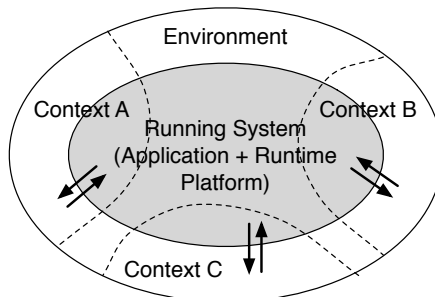 Environment
Context A
Context B
Running System
(Application + Runtime
Platform)
Context C